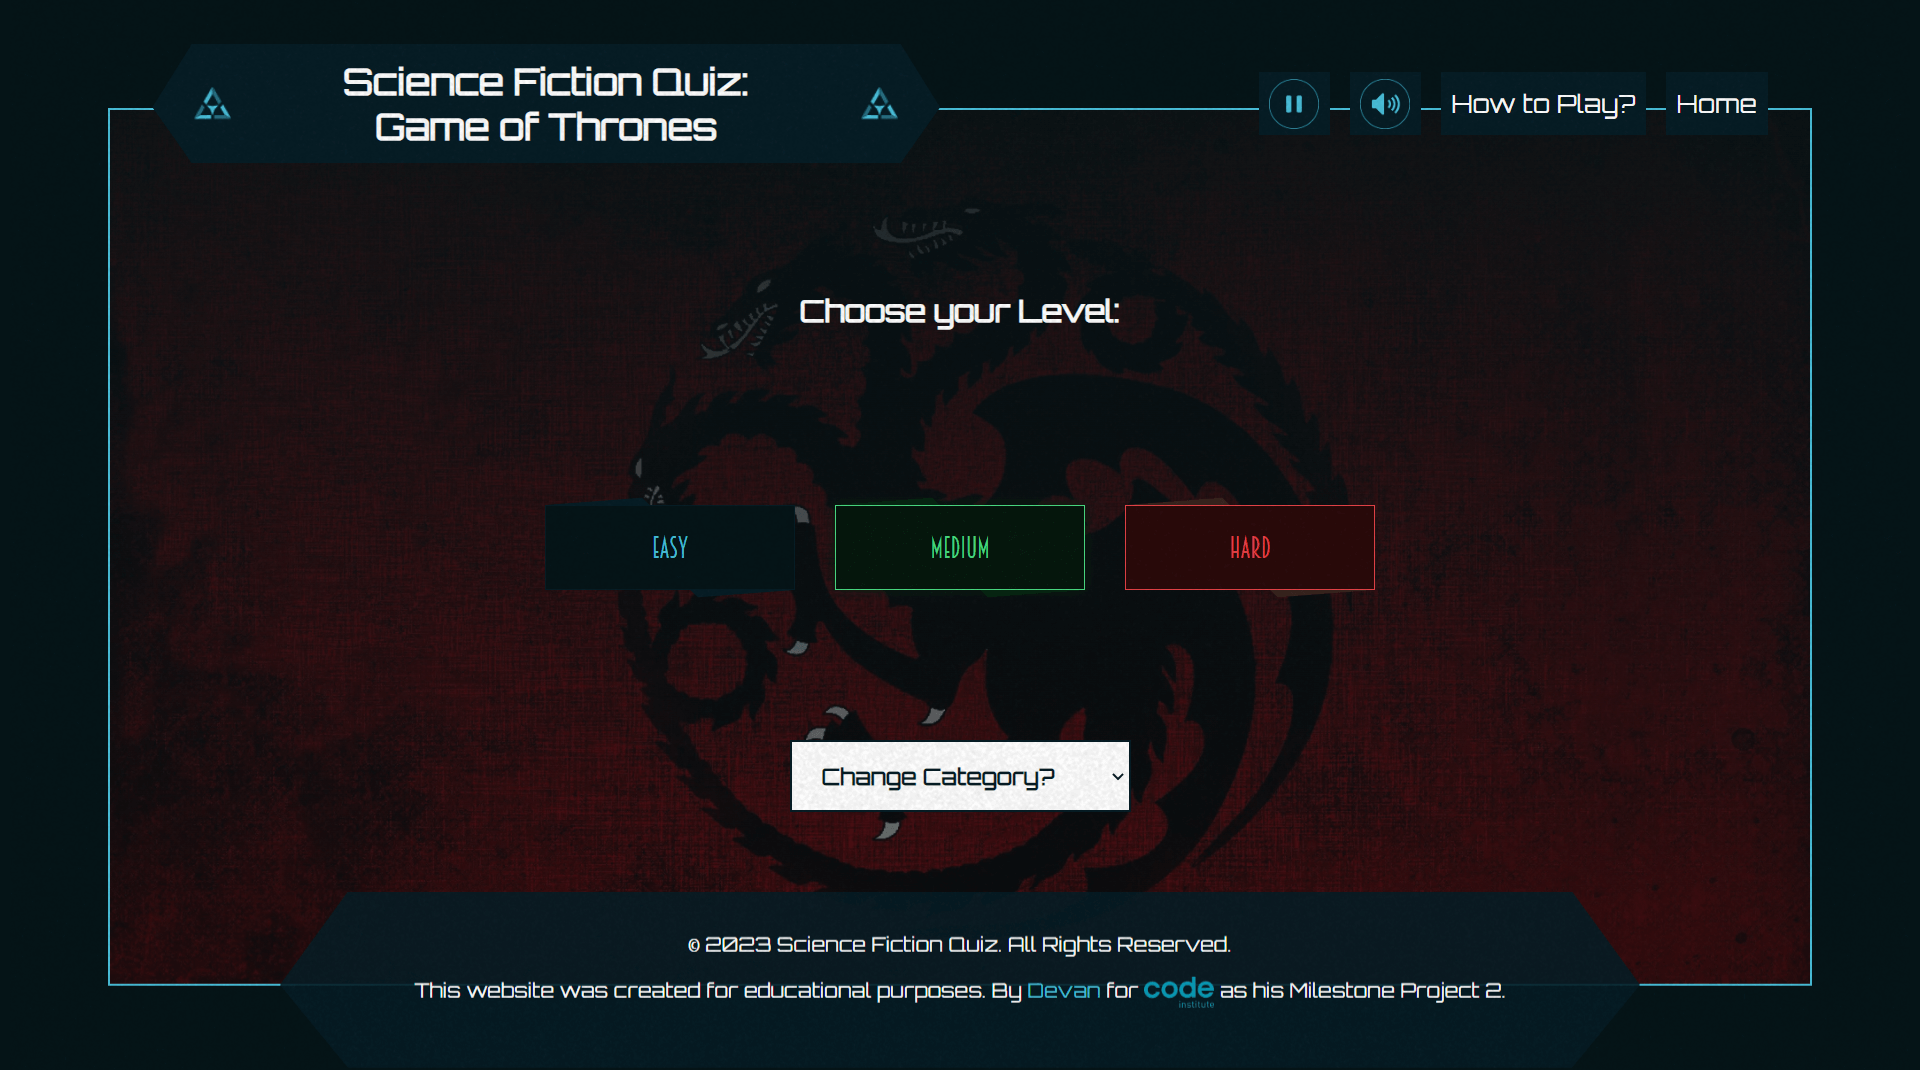 Science Fiction Quiz:
Game of Thrones
How to Play?
Home
Choose your Level:
EASY
MEDIUM
HARD
Change Category?
© 2023 Science Fiction Quiz. All Rights Reserved.
This website was created for educational purposes. By Devan for code institute as his Milestone Project 2.